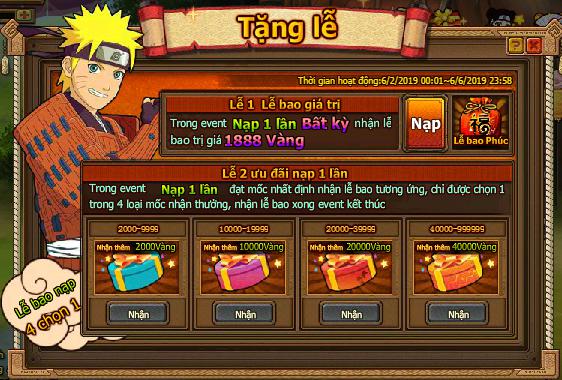 Tặng lễ
Thời gian hoạt động:6/2/2019 00:01~6/6/2019 23:58
Lễ 1 Lễ bao giá trị
Trong event Nạp 1 lần Bất kỳ nhận lễ
bao trị giá 1888 Vàng
Nạp
Lễ bao Phúc
Lễ 2 ưu đãi nạp 1 lần
Trong event Nạp 1 lần đạt mốc nhất định nhận lễ bao tương ứng, chỉ được chọn 1
trong 4 loại mốc nhận thưởng, nhận lễ bao xong event kết thúc
2000-9999
10000-19999
20000-39999
40000-999999
Nhận thêm 2000Vàng
Nhận thêm 10000Vàng
Nhận thêm 20000Vàng
Nhận thêm 40000Vàng
Nhận
Nhận
Nhận
Nhận
Lễ bao nạp
4 chọn 1